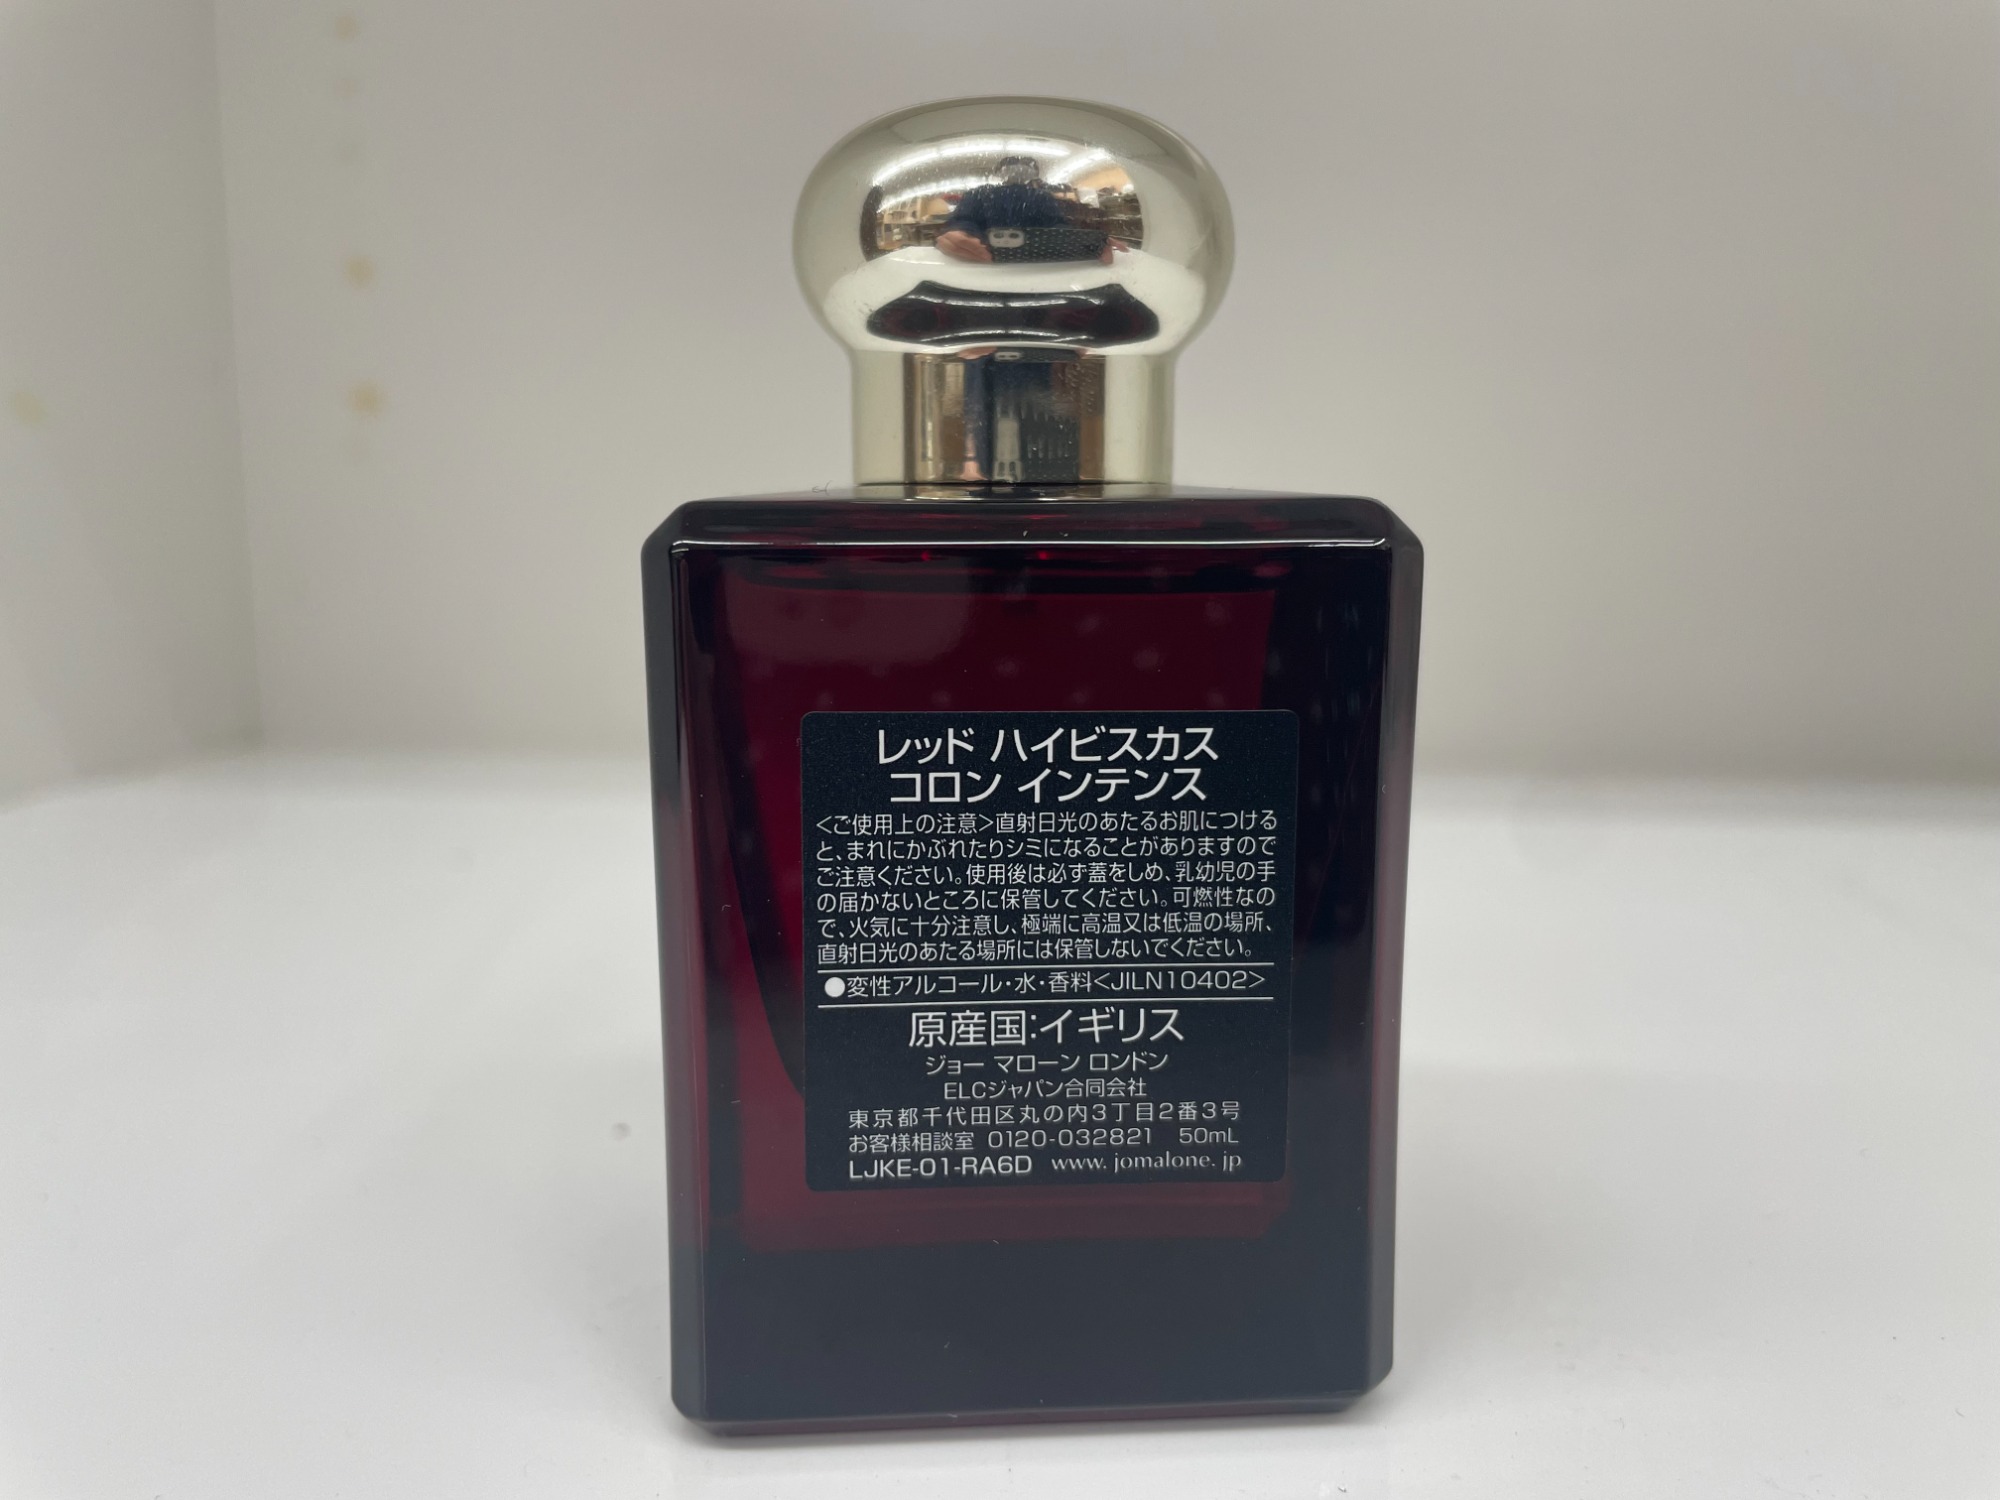 レッド ハイビスカス
コロン インテンス
<ご使用上の注意>直射日光のあたるお肌につける
と、まれにかぶれたりシミになることがありますので
ご注意ください。使用後は必ず蓋をしめ、乳幼児の手
の届かないところに保管してください。可燃性なの
で、火気に十分注意し、極端に高温又は低温の場所、
直射日光のあたる場所には保管しないでください。
●変性アルコール・水・香料<JILN10402>
原産国:イギリス
ジョー マローン ロンドン
ELCジャパン合同会社
東京都千代田区丸の内3丁目2番3号
お客様相談室 0120-032821 50mL
LJKE-01-RA6D www.jomalone.jp